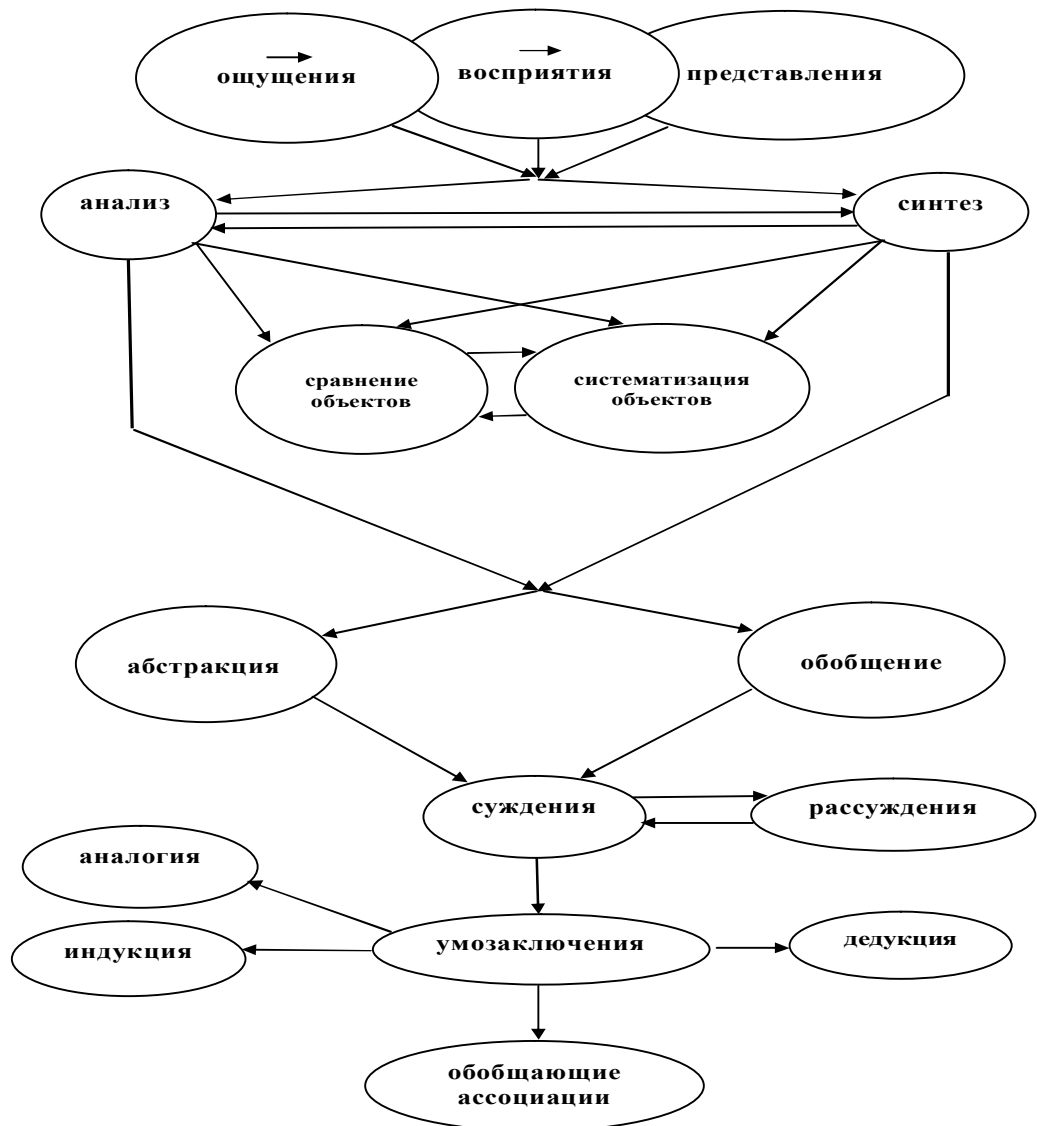 ощущения
восприятия
представления
анализ
синтез
сравнение
объектов
систематизация
объектов
абстракция
обобщение
суждения
рассуждения
аналогия
умозаключения
индукция
дедукция
обобщающие
ассоциации